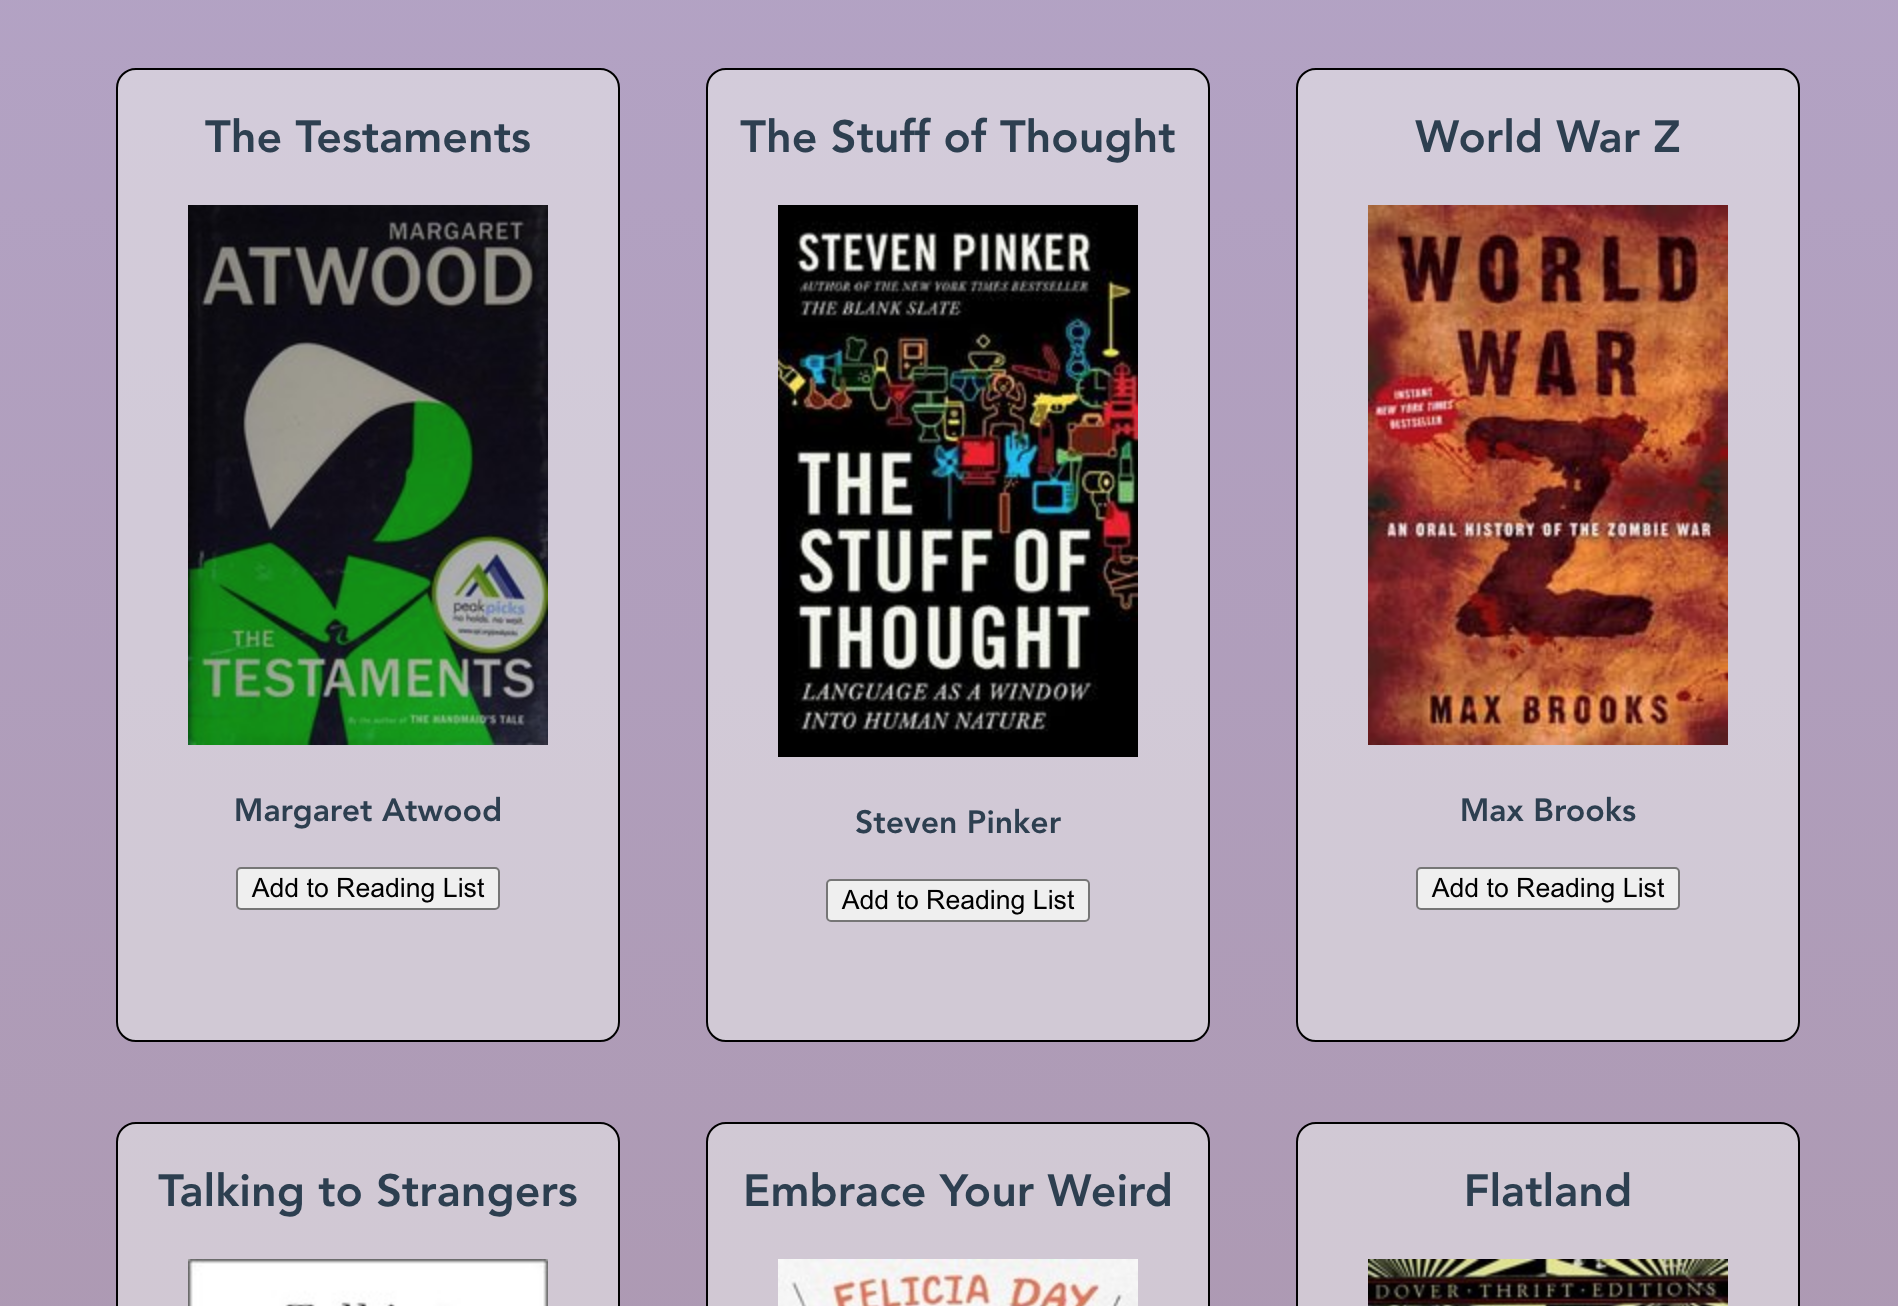 The Testaments
MARGARET
ATWOOD
peakpicks
no holds. no wait.
THE
TESTAMENTS
By the author of THE HANDMAID'S TALE
Margaret Atwood
Add to Reading List
The Stuff of Thought
STEVEN PINKER
AUTHOR OF THE NEW YORK TIMES BESTSELLER
THE BLANK SLATE
THE
STUFF OF
THOUGHT
LANGUAGE AS A WINDOW
INTO HUMAN NATURE
Steven Pinker
Add to Reading List
World War Z
WORLD
WAR
INSTANT
NEW YORK TIMES
BESTSELLER
Z
AN ORAL HISTORY OF THE ZOMBIE WAR
MAX BROOKS
Max Brooks
Add to Reading List
Talking to Strangers
Embrace Your Weird
FELICIA DAY
Flatland
DOVER · THRIFT · EDITIONS